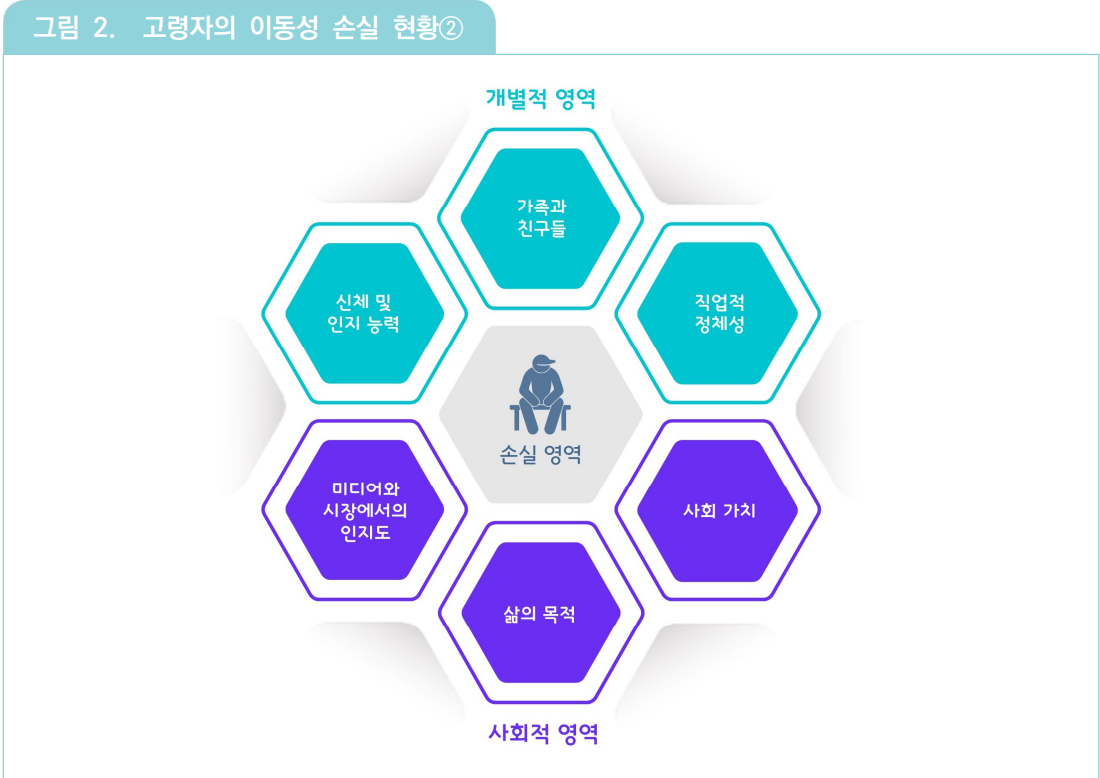 그림 2. 고령자의 이동성 손실 현황②
개별적 영역
가족과
친구들
신체 및
인지 능력
직업적
정체성
손실 영역
미디어와
시장에서의
인지도
사회 가치
삶의 목적
사회적 영역